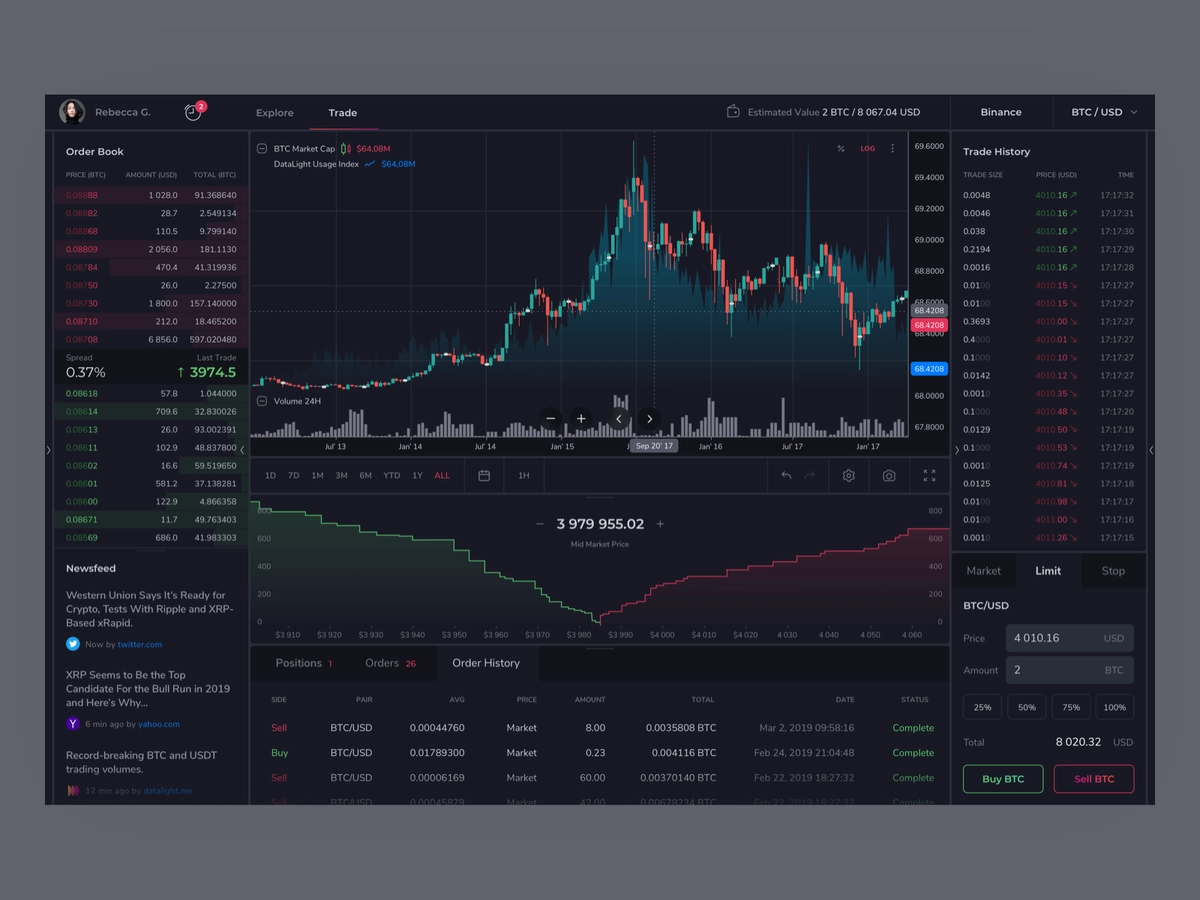 Rebecca G.
2
Explore
Trade
Estimated Value 2 BTC / 8 067.04 USD
Binance
BTC / USD
Order Book
PRICE (BTC) AMOUNT (USD) TOTAL (BTC)
0.08888 1 028.0 91.368640
0.08882 28.7 2.549134
0.08868 110.5 9.799140
0.08809 2 056.0 181.1130
0.08784 470.4 41.319936
0.08750 26.0 2.27500
0.08730 1 800.0 157.140000
0.08710 212.0 18.465200
0.08708 6 856.0 597.020480
Spread Last Trade
0.37% ↑ 3974.5
0.08618 57.8 1.044000
0.08614 709.6 32.830026
0.08613 26.0 93.002391
0.08611 102.9 48.837800
0.08602 16.6 59.519650
0.08601 581.2 37.138281
0.08600 122.9 4.866358
0.08671 11.7 49.763403
0.08569 686.0 41.983303
Newsfeed
Western Union Says It's Ready for
Crypto, Tests With Ripple and XRP-
Based xRapid.
Now by twitter.com
XRP Seems to Be the Top
Candidate For the Bull Run in 2019
and Here's Why...
Y 6 min ago by yahoo.com
Record-breaking BTC and USDT
trading volumes.
12 min ago by datalight.me
BTC Market Cap $64,08M
DataLight Usage Index $64,08M
% LOG
69.6000
69.4000
69.2000
69.0000
68.8000
68.6000
68.4208
68.4208
68.4000
68.4208
68.0000
67.8000
Volume 24H
Jul' 13 Jan' 14 Jul' 14 Jan' 15 Sep 20' 17 Jan' 16 Jul' 17 Jan' 17
1D 7D 1M 3M 6M YTD 1Y ALL 1H
− 3 979 955.02 +
Mid Market Price
800 800
600 600
400 400
200 200
0 0
$3 910 $3 920 $3 930 $3 940 $3 950 $3 960 $3 970 $3 980 $3 990 $4 000 $4 010 $4 020 4 030 4 040 4 050 4 060
Positions 1 Orders 26 Order History
SIDE PAIR AVG PRICE AMOUNT TOTAL DATE STATUS
Sell BTC/USD 0.00044760 Market 8.00 0.0035808 BTC Mar 2, 2019 09:58:16 Complete
Buy BTC/USD 0.01789300 Market 0.23 0.004116 BTC Feb 24, 2019 21:04:48 Complete
Sell BTC/USD 0.00006169 Market 60.00 0.00370140 BTC Feb 22, 2019 18:27:32 Complete
Sell BTC/USD 0.00045879 Market 42.00 0.00678234 BTC Feb 22, 2019 18:27:32 Complete
Trade History
TRADE SIZE PRICE (USD) TIME
0.0048 4010.16 ↗ 17:17:32
0.0046 4010.16 ↗ 17:17:31
0.038 4010.16 ↗ 17:17:30
0.2194 4010.16 ↗ 17:17:29
0.0016 4010.16 ↗ 17:17:28
0.0100 4010.15 ↘ 17:17:27
0.0100 4010.15 ↘ 17:17:27
0.3693 4010.00 ↘ 17:17:27
0.4000 4010.01 ↘ 17:17:27
0.1000 4010.10 ↘ 17:17:27
0.0142 4010.12 ↘ 17:17:27
0.0010 4010.35 ↘ 17:17:27
0.1000 4010.48 ↘ 17:17:20
0.0129 4010.50 ↘ 17:17:19
0.1000 4010.53 ↘ 17:17:19
0.0010 4010.74 ↘ 17:17:19
0.0125 4010.81 ↘ 17:17:18
0.0100 4010.98 ↘ 17:17:17
0.0100 4011.00 ↘ 17:17:16
0.0010 4011.26 ↘ 17:17:15
Market Limit Stop
BTC/USD
Price 4 010.16 USD
Amount 2 BTC
25% 50% 75% 100%
Total 8 020.32 USD
Buy BTC Sell BTC